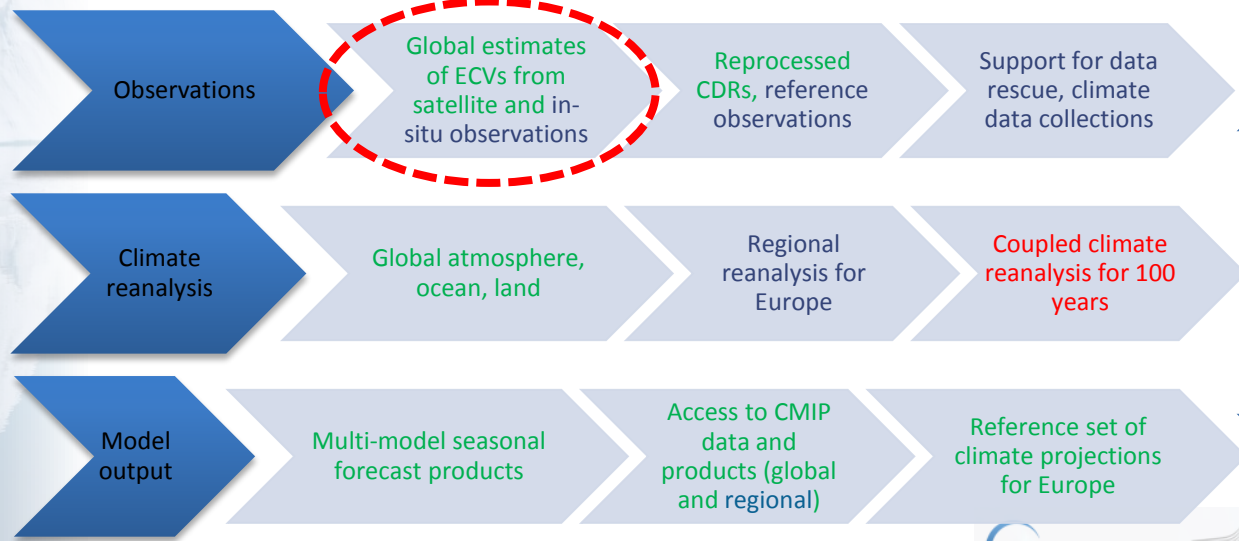 Observations
Global estimates
of ECVs from
satellite and in-
situ observations
Reprocessed
CDRs, reference
observations
Support for data
rescue, climate
data collections
Climate
reanalysis
Global atmosphere,
ocean, land
Regional
reanalysis for
Europe
Coupled climate
reanalysis for 100
years
Model
output
Multi-model seasonal
forecast products
Access to CMIP
data and
products (global
and regional)
Reference set of
climate projections
for Europe